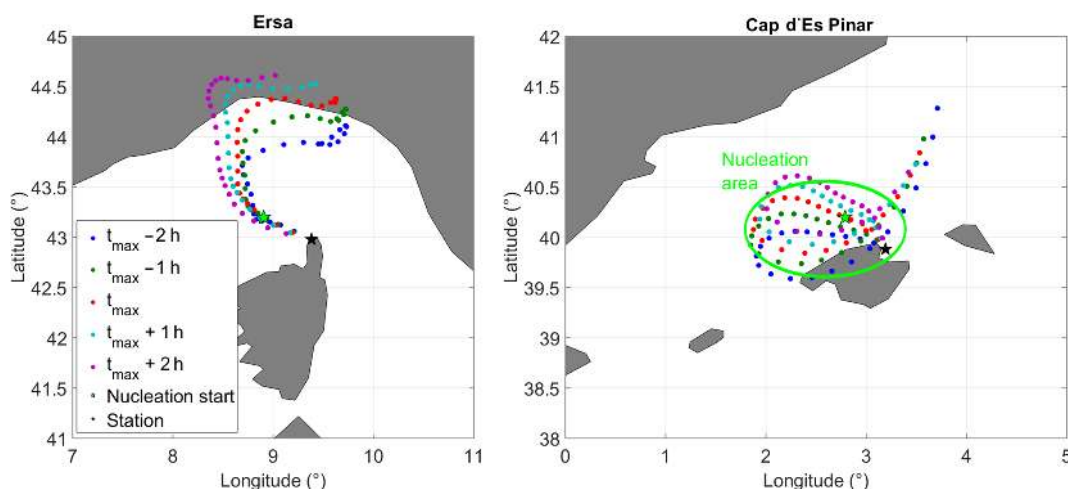 Ersa
45
44.5
44
43.5
43
42.5
42
41.5
41
Latitude (°)
7
8
9
10
11
Longitude (°)
t_max −2 h
t_max −1 h
t_max
t_max + 1 h
t_max + 2 h
Nucleation start
Station
Cap d'Es Pinar
42
41.5
41
40.5
40
39.5
39
38.5
38
Latitude (°)
0
1
2
3
4
5
Longitude (°)
Nucleation
area